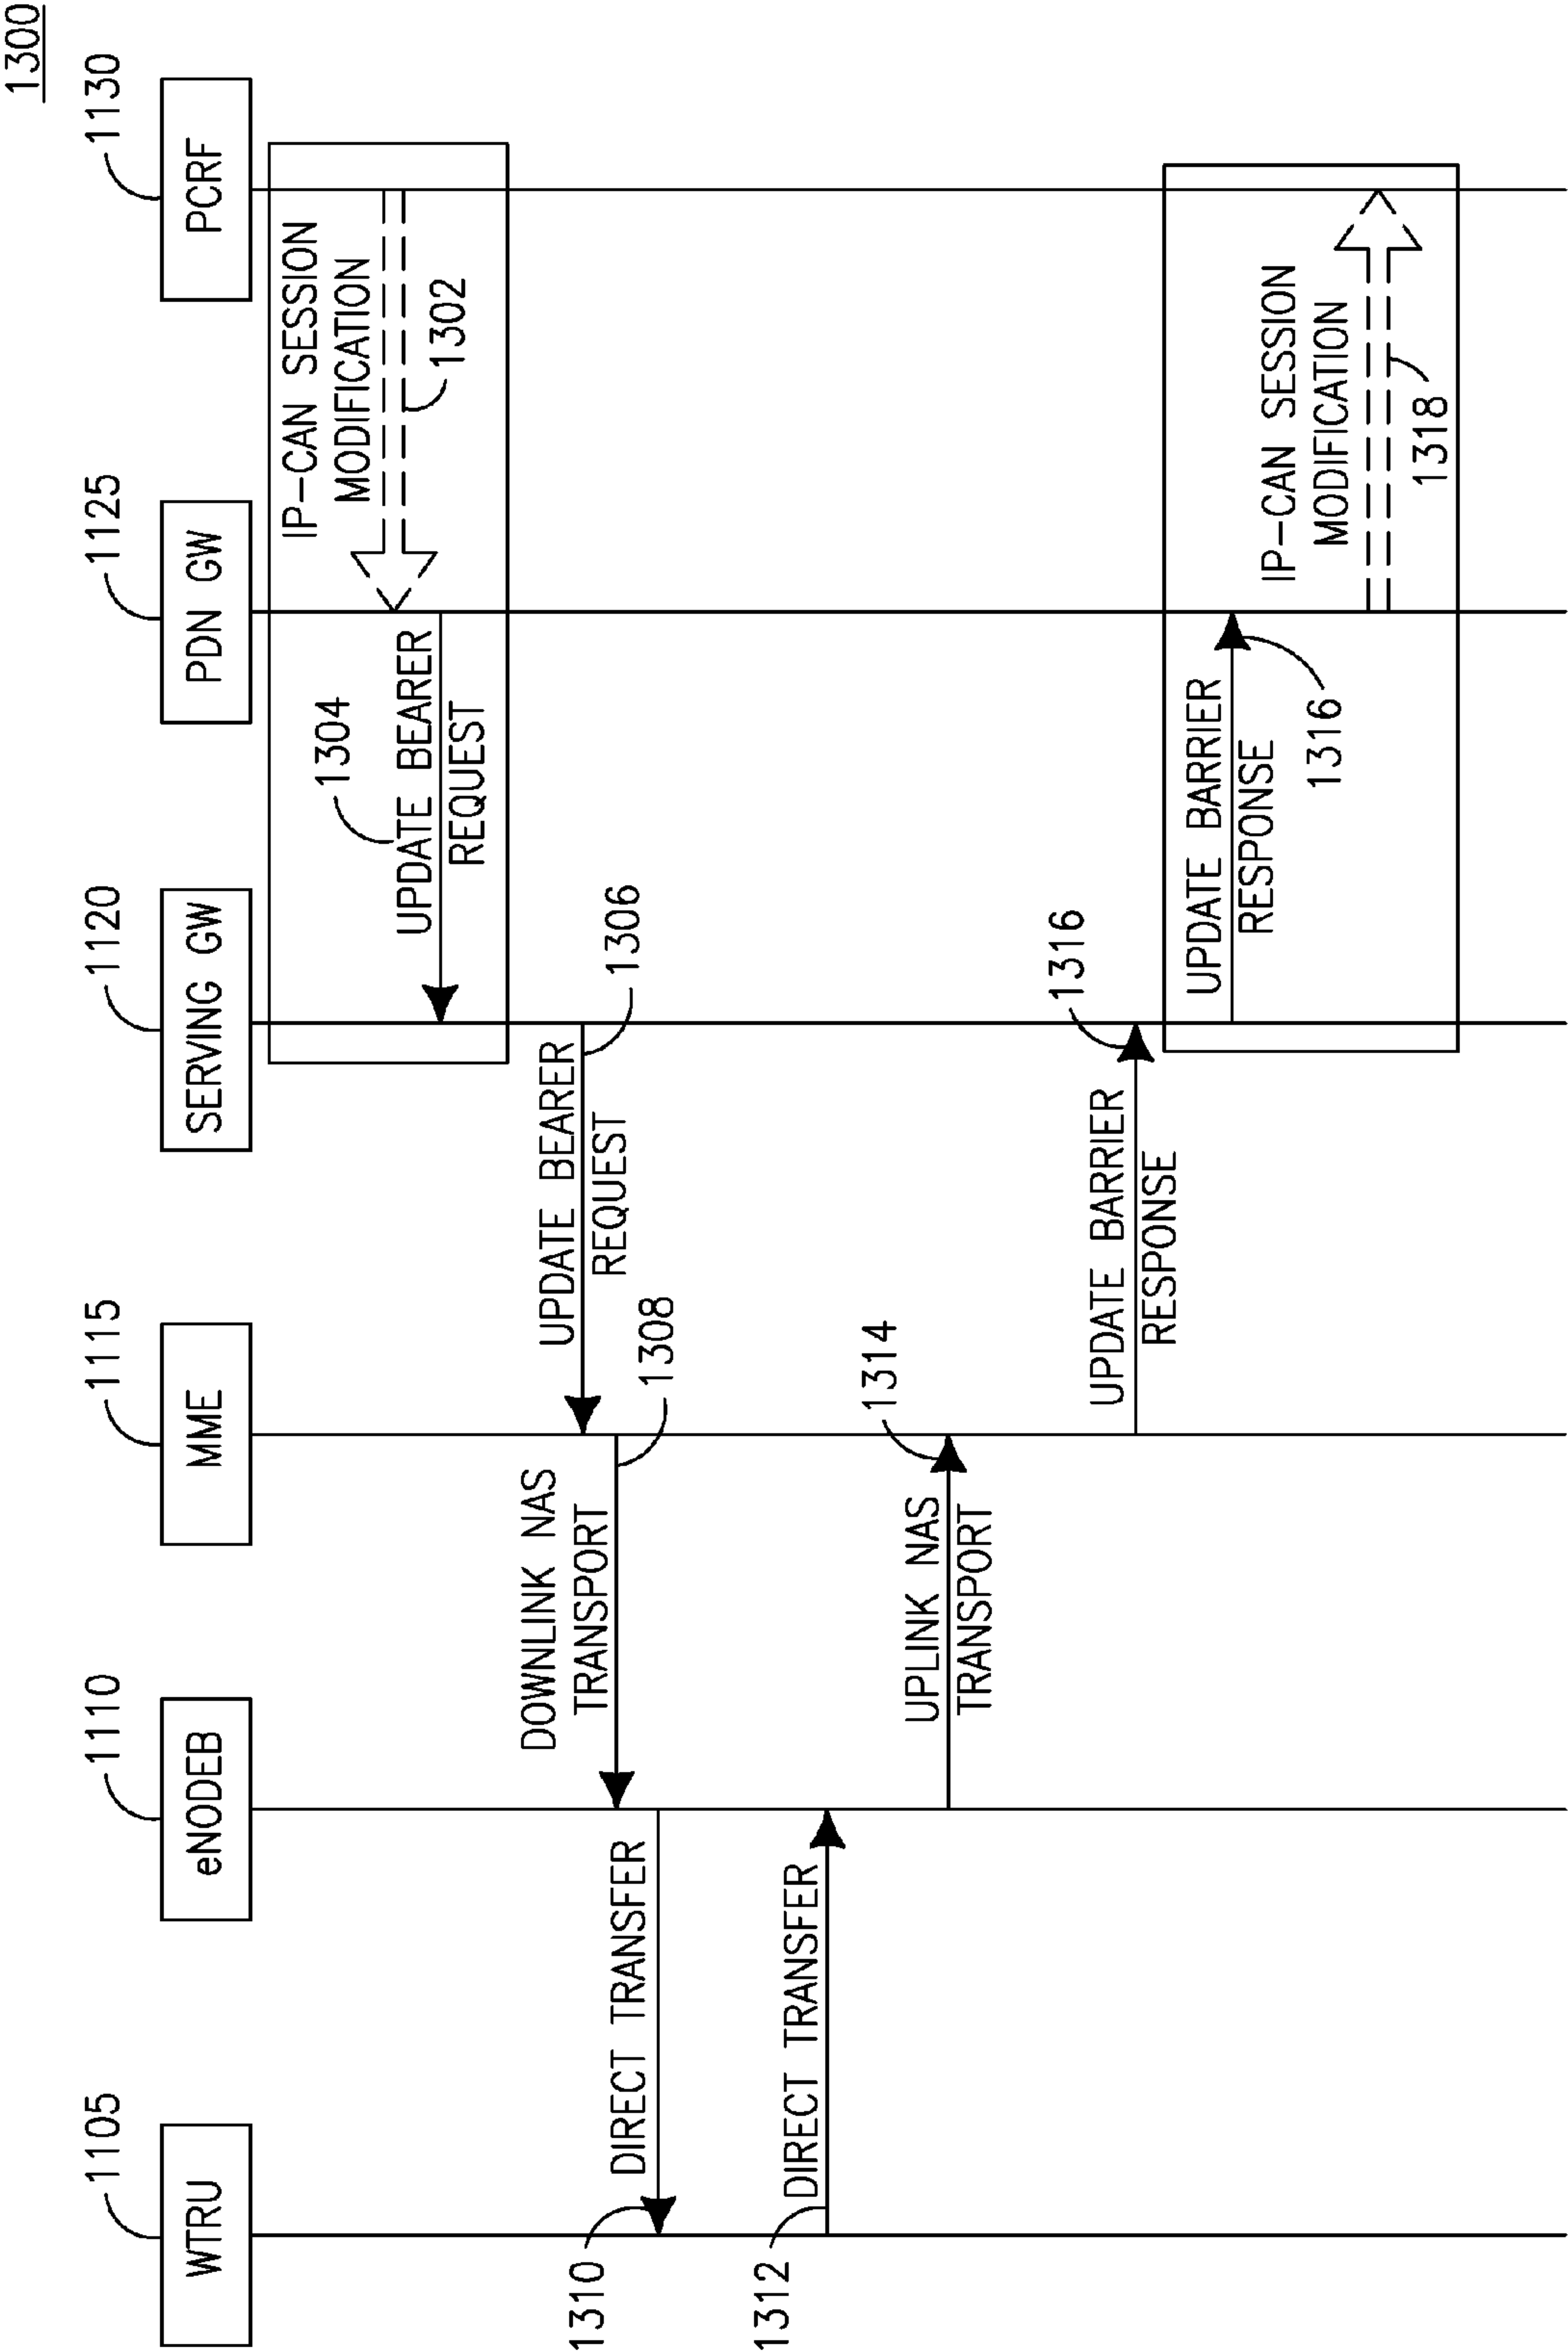 1300
1105
1110
1115
1120
1125
1130
WTRU
eNODEB
MME
SERVING GW
PDN GW
PCRF
IP-CAN SESSION
MODIFICATION
1302
1304
UPDATE BEARER
REQUEST
1306
UPDATE BEARER
REQUEST
1308
DOWNLINK NAS
TRANSPORT
1310
DIRECT TRANSFER
1312
DIRECT TRANSFER
1314
UPLINK NAS
TRANSPORT
1316
UPDATE BARRIER
RESPONSE
UPDATE BARRIER
RESPONSE
1316
IP-CAN SESSION
MODIFICATION
1318